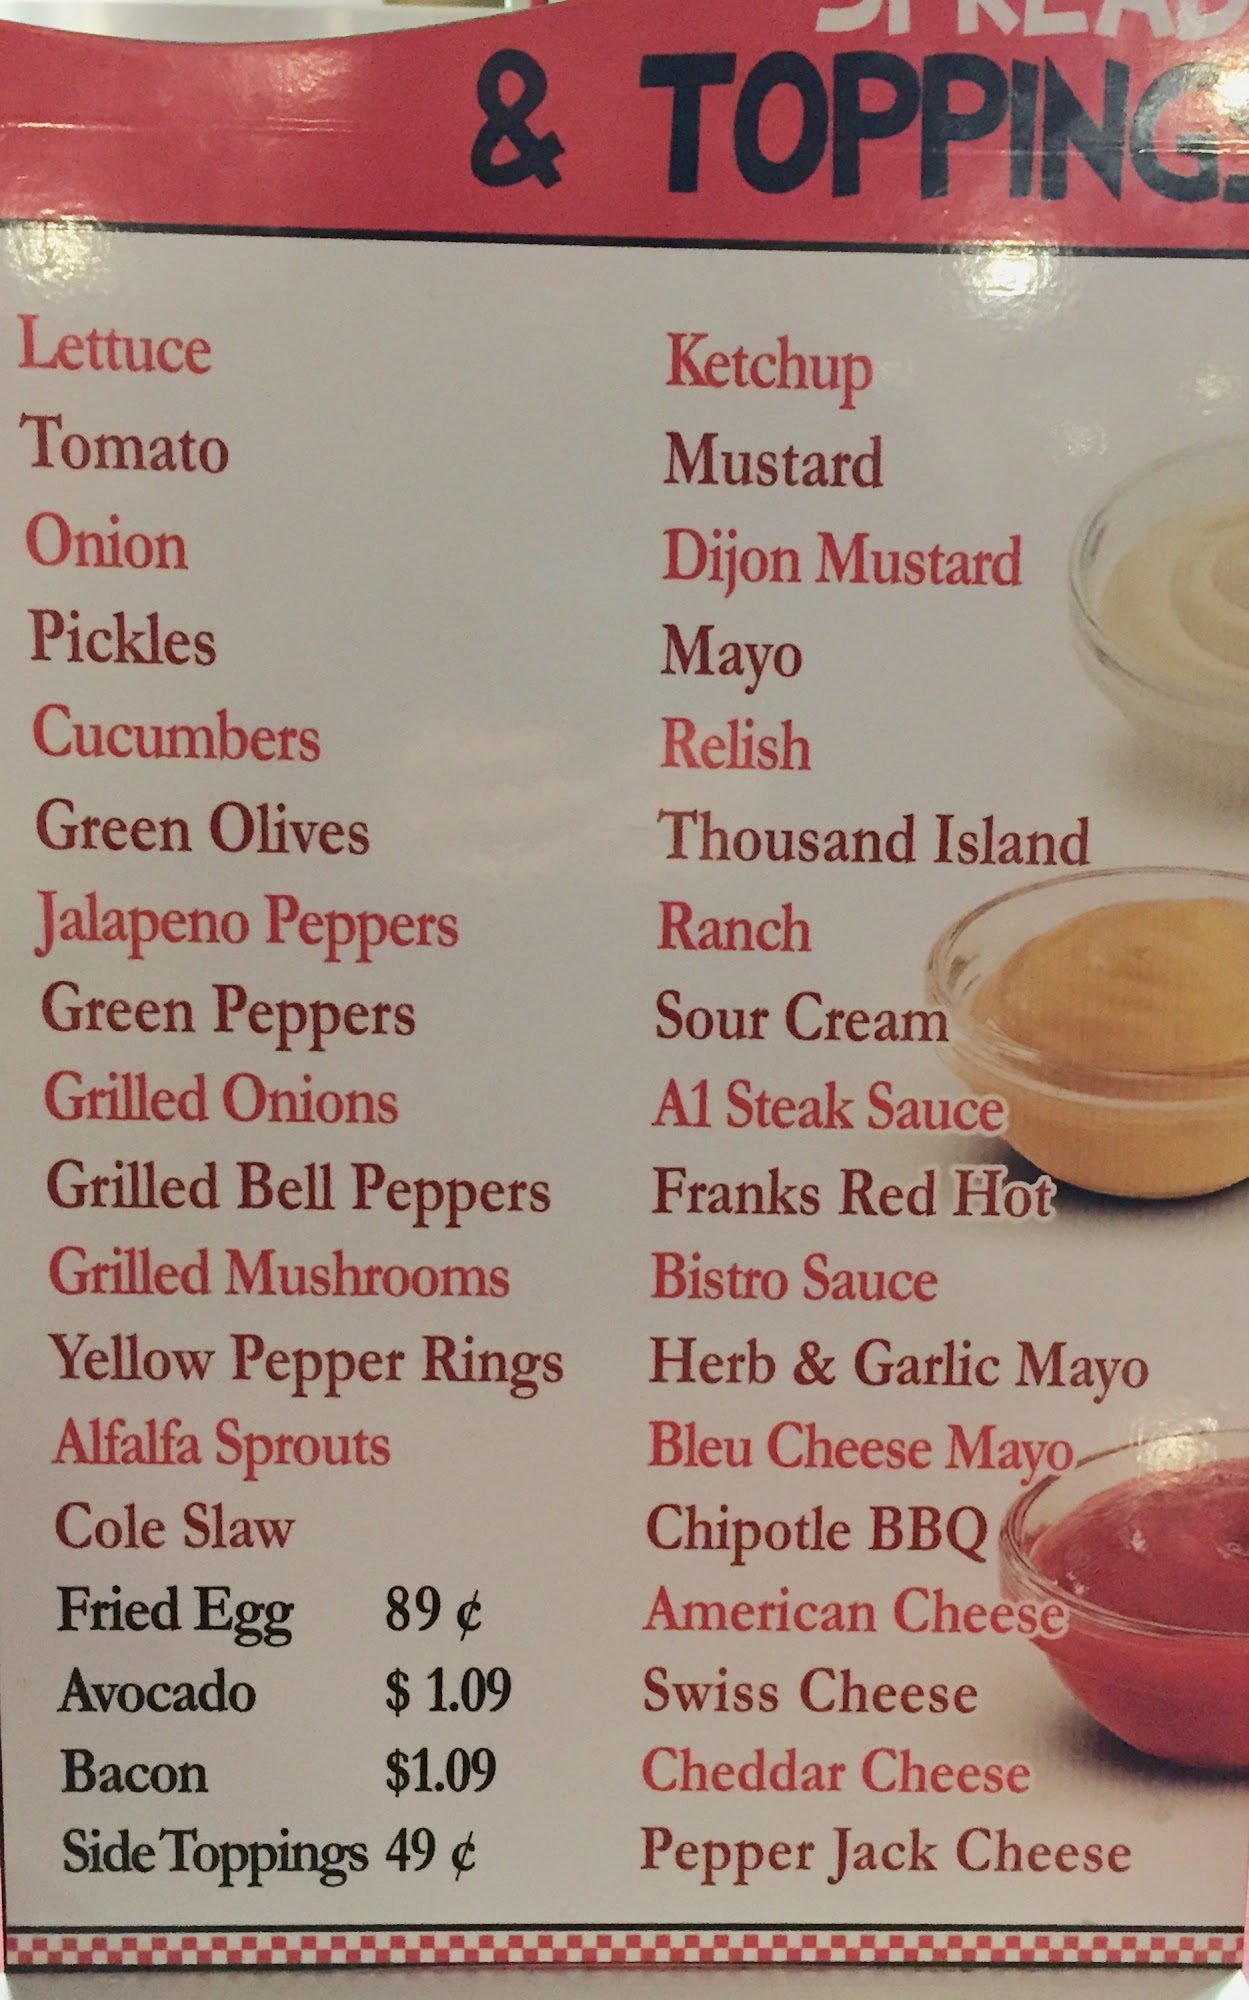 & TOPPINGS
Lettuce
Tomato
Onion
Pickles
Cucumbers
Green Olives
Jalapeno Peppers
Green Peppers
Grilled Onions
Grilled Bell Peppers
Grilled Mushrooms
Yellow Pepper Rings
Alfalfa Sprouts
Cole Slaw
Fried Egg 89 ¢
Avocado $ 1.09
Bacon $1.09
Side Toppings 49 ¢
Ketchup
Mustard
Dijon Mustard
Mayo
Relish
Thousand Island
Ranch
Sour Cream
A1 Steak Sauce
Franks Red Hot
Bistro Sauce
Herb & Garlic Mayo
Bleu Cheese Mayo
Chipotle BBQ
American Cheese
Swiss Cheese
Cheddar Cheese
Pepper Jack Cheese